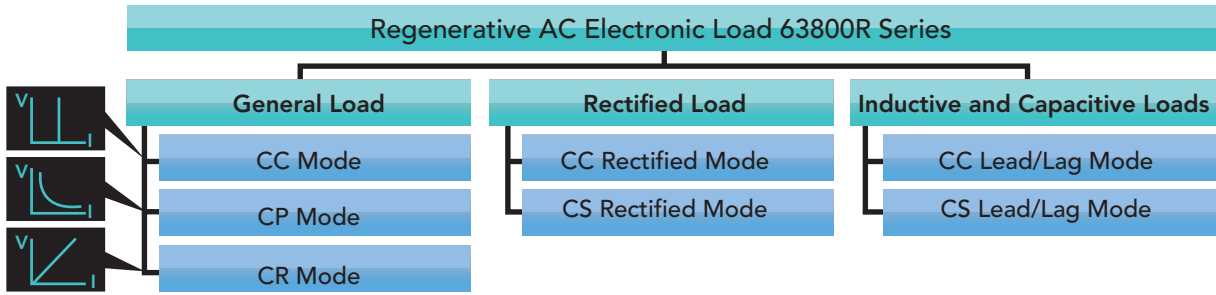 Regenerative AC Electronic Load 63800R Series
General Load
V
I
CC Mode
V
I
CP Mode
V
I
CR Mode
Rectified Load
CC Rectified Mode
CS Rectified Mode
Inductive and Capacitive Loads
CC Lead/Lag Mode
CS Lead/Lag Mode